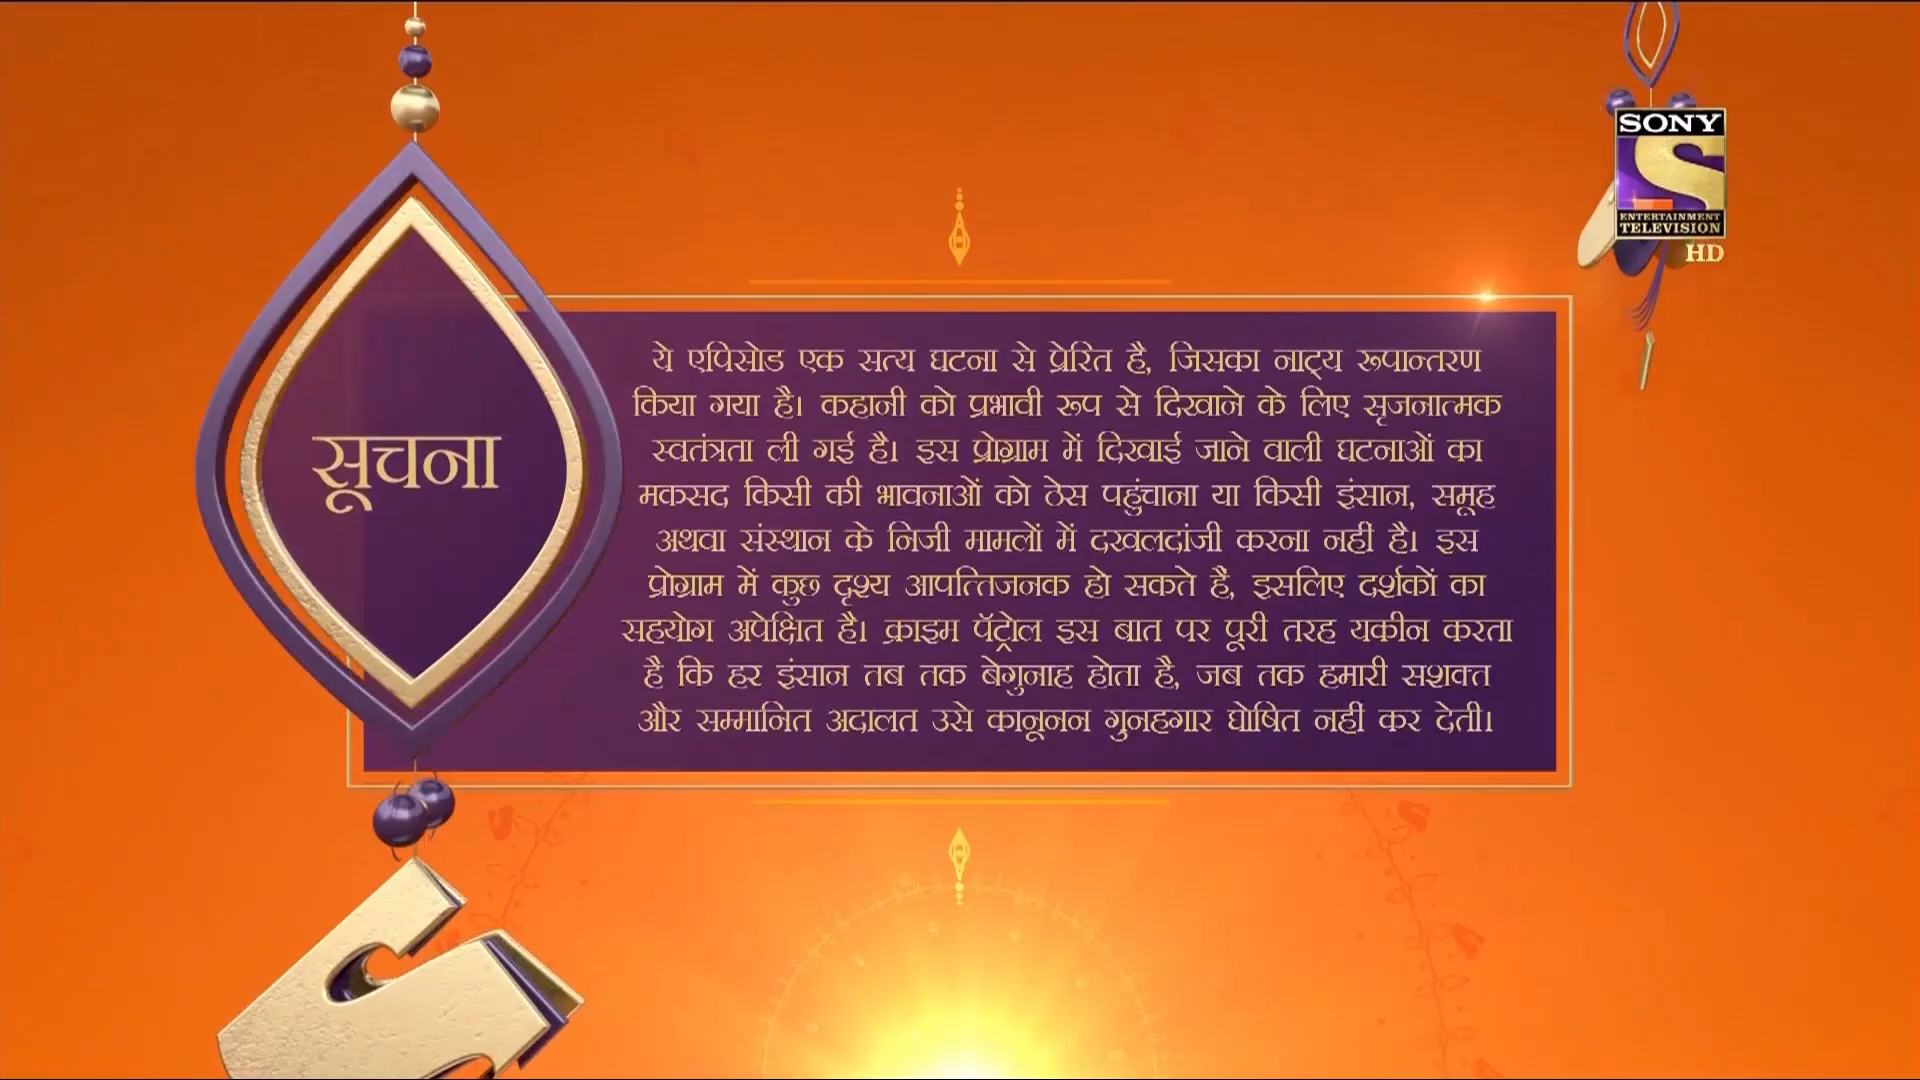 SONY
ENTERTAINMENT
TELEVISION
HD
सूचना
ये एपिसोड एक सत्य घटना से प्रेरित है, जिसका नाट्य रूपान्तरण
किया गया है। कहानी को प्रभावी रूप से दिखाने के लिए सृजनात्मक
स्वतंत्रता ली गई है। इस प्रोग्राम में दिखाई जाने वाली घटनाओं का
मकसद किसी की भावनाओं को ठेस पहुंचाना या किसी इंसान, समूह
अथवा संस्थान के निजी मामलों में दखलदांजी करना नहीं है। इस
प्रोग्राम में कुछ दृश्य आपत्तिजनक हो सकते हैं, इसलिए दर्शकों का
सहयोग अपेक्षित है। क्राइम पॅट्रोल इस बात पर पूरी तरह यकीन करता
है कि हर इंसान तब तक बेगुनाह होता है, जब तक हमारी सशक्त
और सम्मानित अदालत उसे कानूनन गुनहगार घोषित नहीं कर देती।